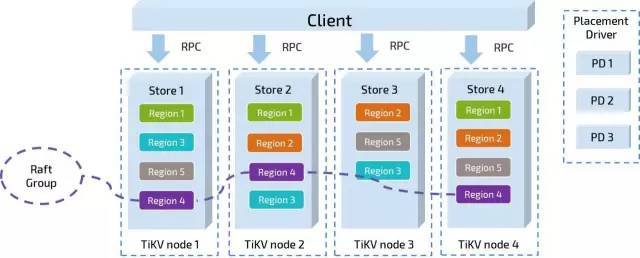 Client
RPC
RPC
RPC
RPC
Placement
Driver
PD 1
PD 2
PD 3
Store 1
Region 1
Region 3
Region 5
Region 4
TiKV node 1
Store 2
Region 1
Region 2
Region 4
Region 3
TiKV node 2
Store 3
Region 2
Region 5
Region 3
TiKV node 3
Store 4
Region 1
Region 2
Region 5
Region 4
TiKV node 4
Raft
Group